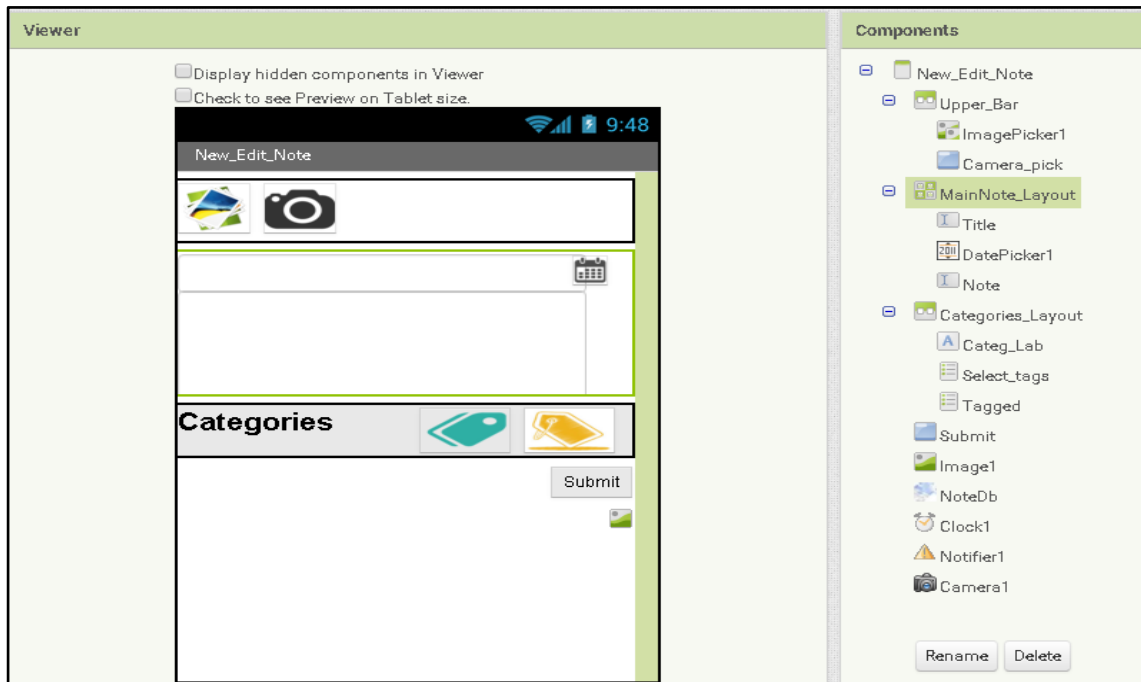 Viewer
Display hidden components in Viewer
Check to see Preview on Tablet size.
9:48
New_Edit_Note
Categories
Submit
Components
New_Edit_Note
Upper_Bar
ImagePicker1
Camera_pick
MainNote_Layout
Title
DatePicker1
Note
Categories_Layout
Categ_Lab
Select_tags
Tagged
Submit
Image1
NoteDb
Clock1
Notifier1
Camera1
Rename Delete